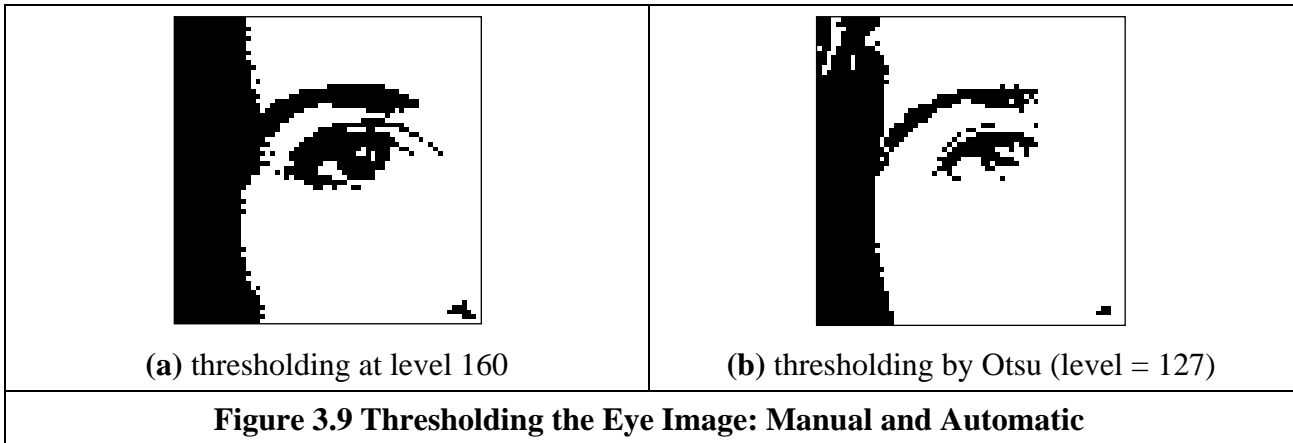 (a) thresholding at level 160
(b) thresholding by Otsu (level = 127)
Figure 3.9 Thresholding the Eye Image: Manual and Automatic